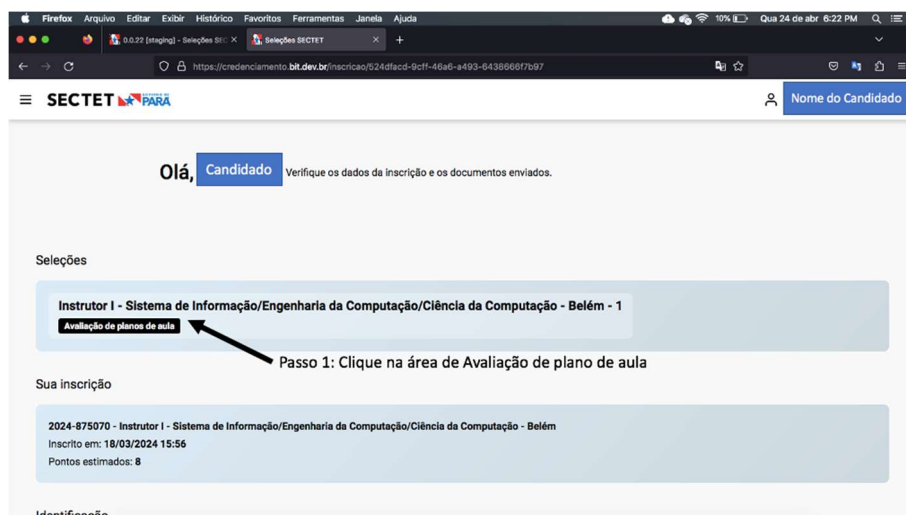 Firefox Arquivo Editar Exibir Histórico Favoritos Ferramentas Janela Ajuda 10% Qua 24 de abr 6:22 PM
0.0.22 [staging] - Seleções SEC × Seleções SECTET × +
https://credenciamento.bit.dev.br/inscricao/524dfacd-9cff-46a6-a493-6438666f7b97
SECTET GOVERNO DO PARÁ Nome do Candidado
Olá, Candidado Verifique os dados da inscrição e os documentos enviados.
Seleções
Instrutor I - Sistema de Informação/Engenharia da Computação/Ciência da Computação - Belém - 1
Avaliação de planos de aula
Passo 1: Clique na área de Avaliação de plano de aula
Sua inscrição
2024-875070 - Instrutor I - Sistema de Informação/Engenharia da Computação/Ciência da Computação - Belém
Inscrito em: 18/03/2024 15:56
Pontos estimados: 8
Identificação